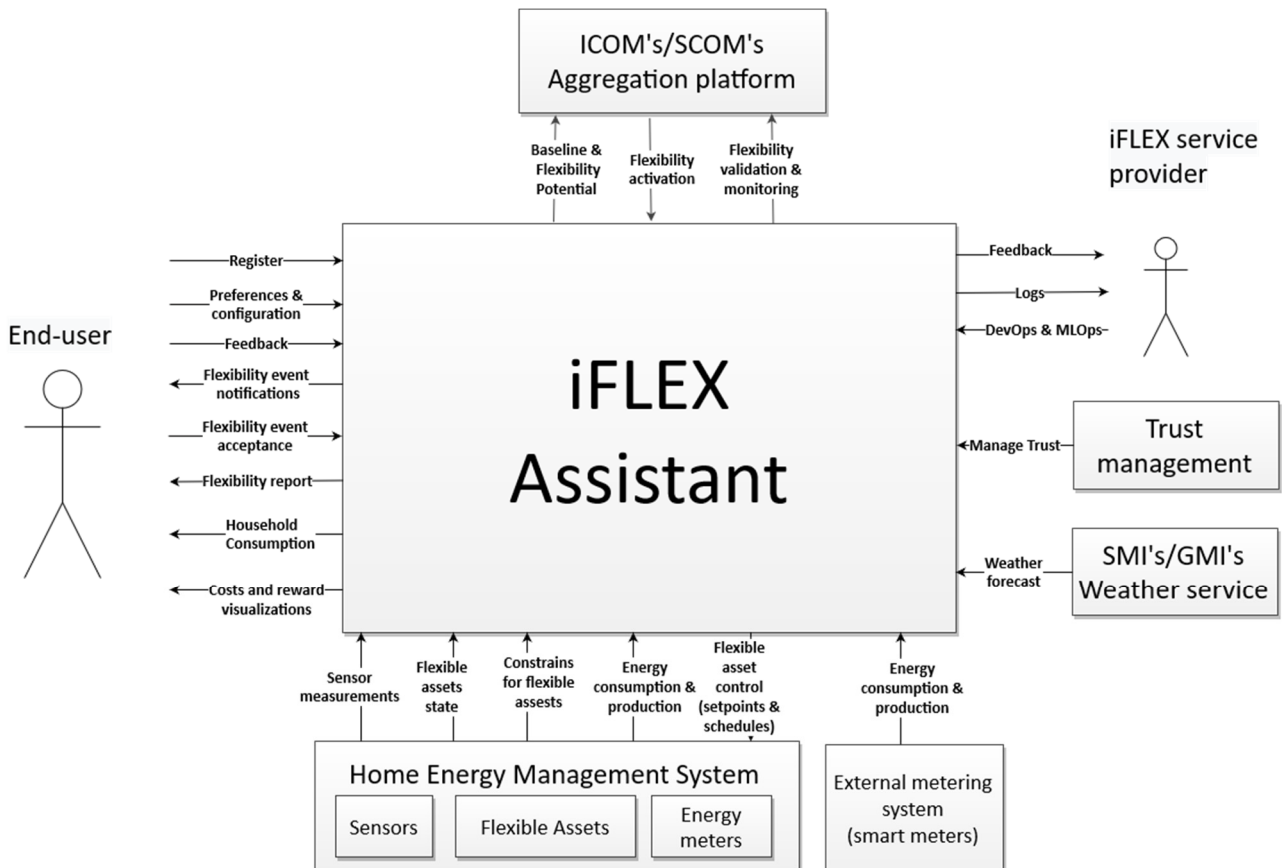 ICOM's/SCOM's
Aggregation platform
iFLEX service
provider
Baseline &
Flexibility
Potential
Flexibility
activation
Flexibility
validation &
monitoring
Register
Preferences &
configuration
Feedback
Flexibility event
notifications
Flexibility event
acceptance
Flexibility report
Household
Consumption
Costs and reward
visualizations
End-user
iFLEX
Assistant
Feedback
Logs
DevOps & MLOps
Manage Trust
Trust
management
Weather
forecast
SMI's/GMI's
Weather service
Sensor
measurements
Flexible
assets
state
Constrains
for flexible
assests
Energy
consumption &
production
Flexible
asset
control
(setpoints &
schedules)
Energy
consumption &
production
Home Energy Management System
Sensors
Flexible Assets
Energy
meters
External metering
system
(smart meters)